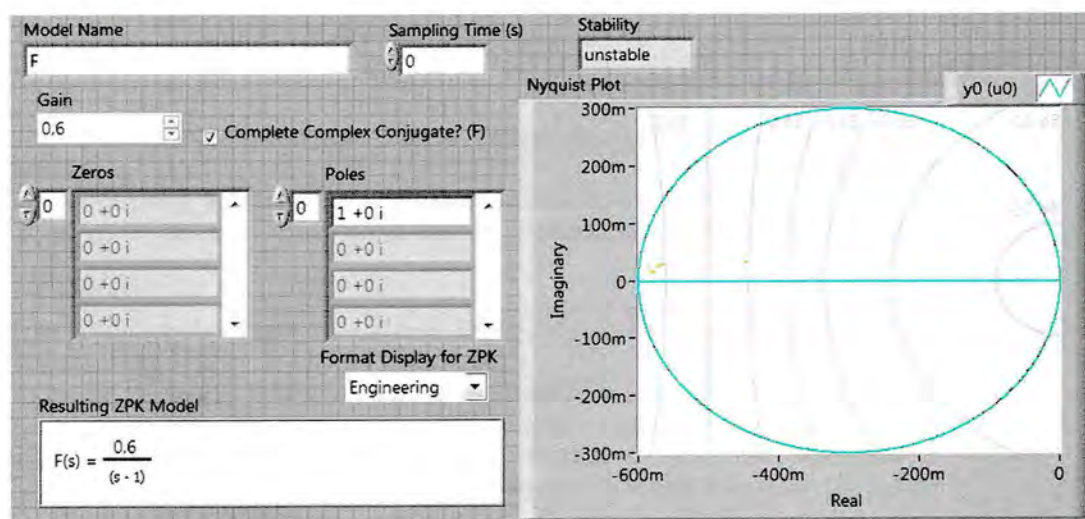 Model Name
F
Sampling Time (s)
0
Stability
unstable
Gain
0,6
Complete Complex Conjugate? (F)
Zeros
0
0 +0 i
0 +0 i
0 +0 i
0 +0 i
Poles
0
1 +0 i
0 +0 i
0 +0 i
0 +0 i
Format Display for ZPK
Engineering
Resulting ZPK Model
F(s) = 0,6
(s - 1)
Nyquist Plot
y0 (u0)
300m
200m
100m
0
-100m
-200m
-300m
Imaginary
-600m -400m -200m 0
Real